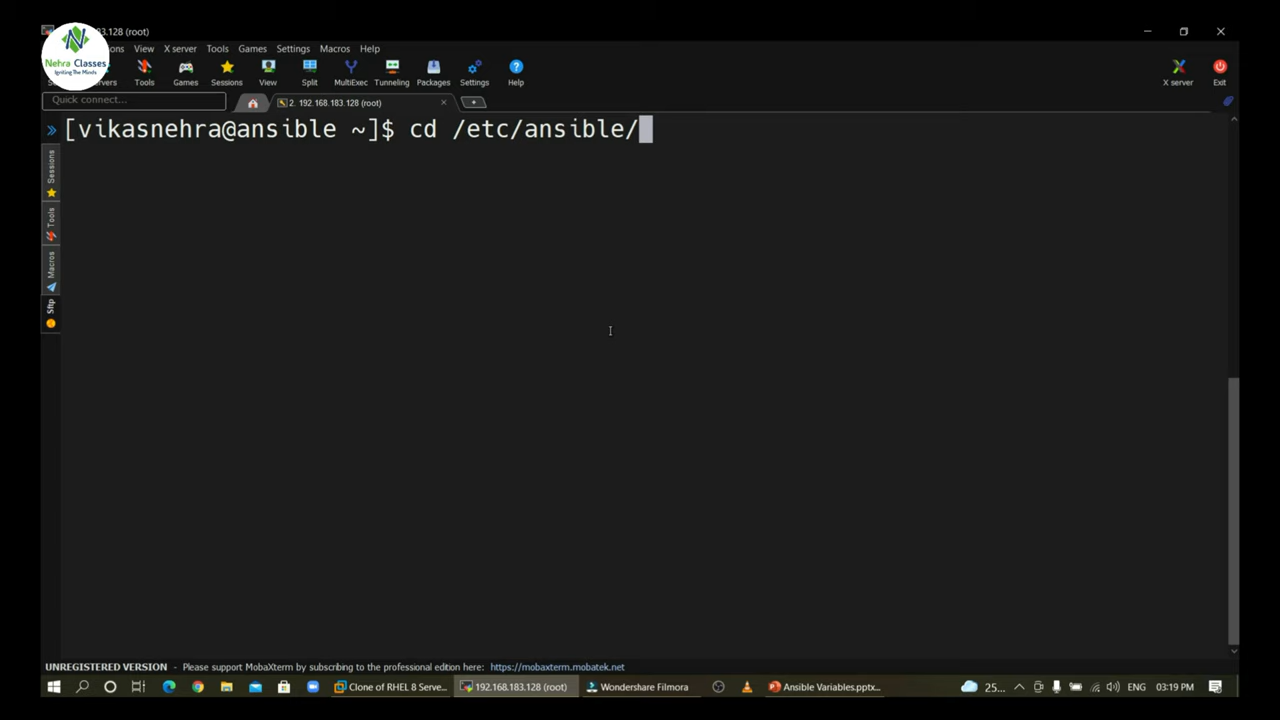 83.128 (root)
ons View X server Tools Games Settings Macros Help
Nehra Classes
Igniting The Minds
ervers Tools Games Sessions View Split MultiExec Tunneling Packages Settings Help X server Exit
Quick connect...
2. 192.168.183.128 (root)
[vikasnehra@ansible ~]$ cd /etc/ansible/
Sessions
Tools
Macros
Sftp
UNREGISTERED VERSION - Please support MobaXterm by subscribing to the professional edition here: https://mobaxterm.mobatek.net
Clone of RHEL 8 Serve... 192.168.183.128 (root) Wondershare Filmora Ansible Variables.pptx... 25... ENG 03:19 PM